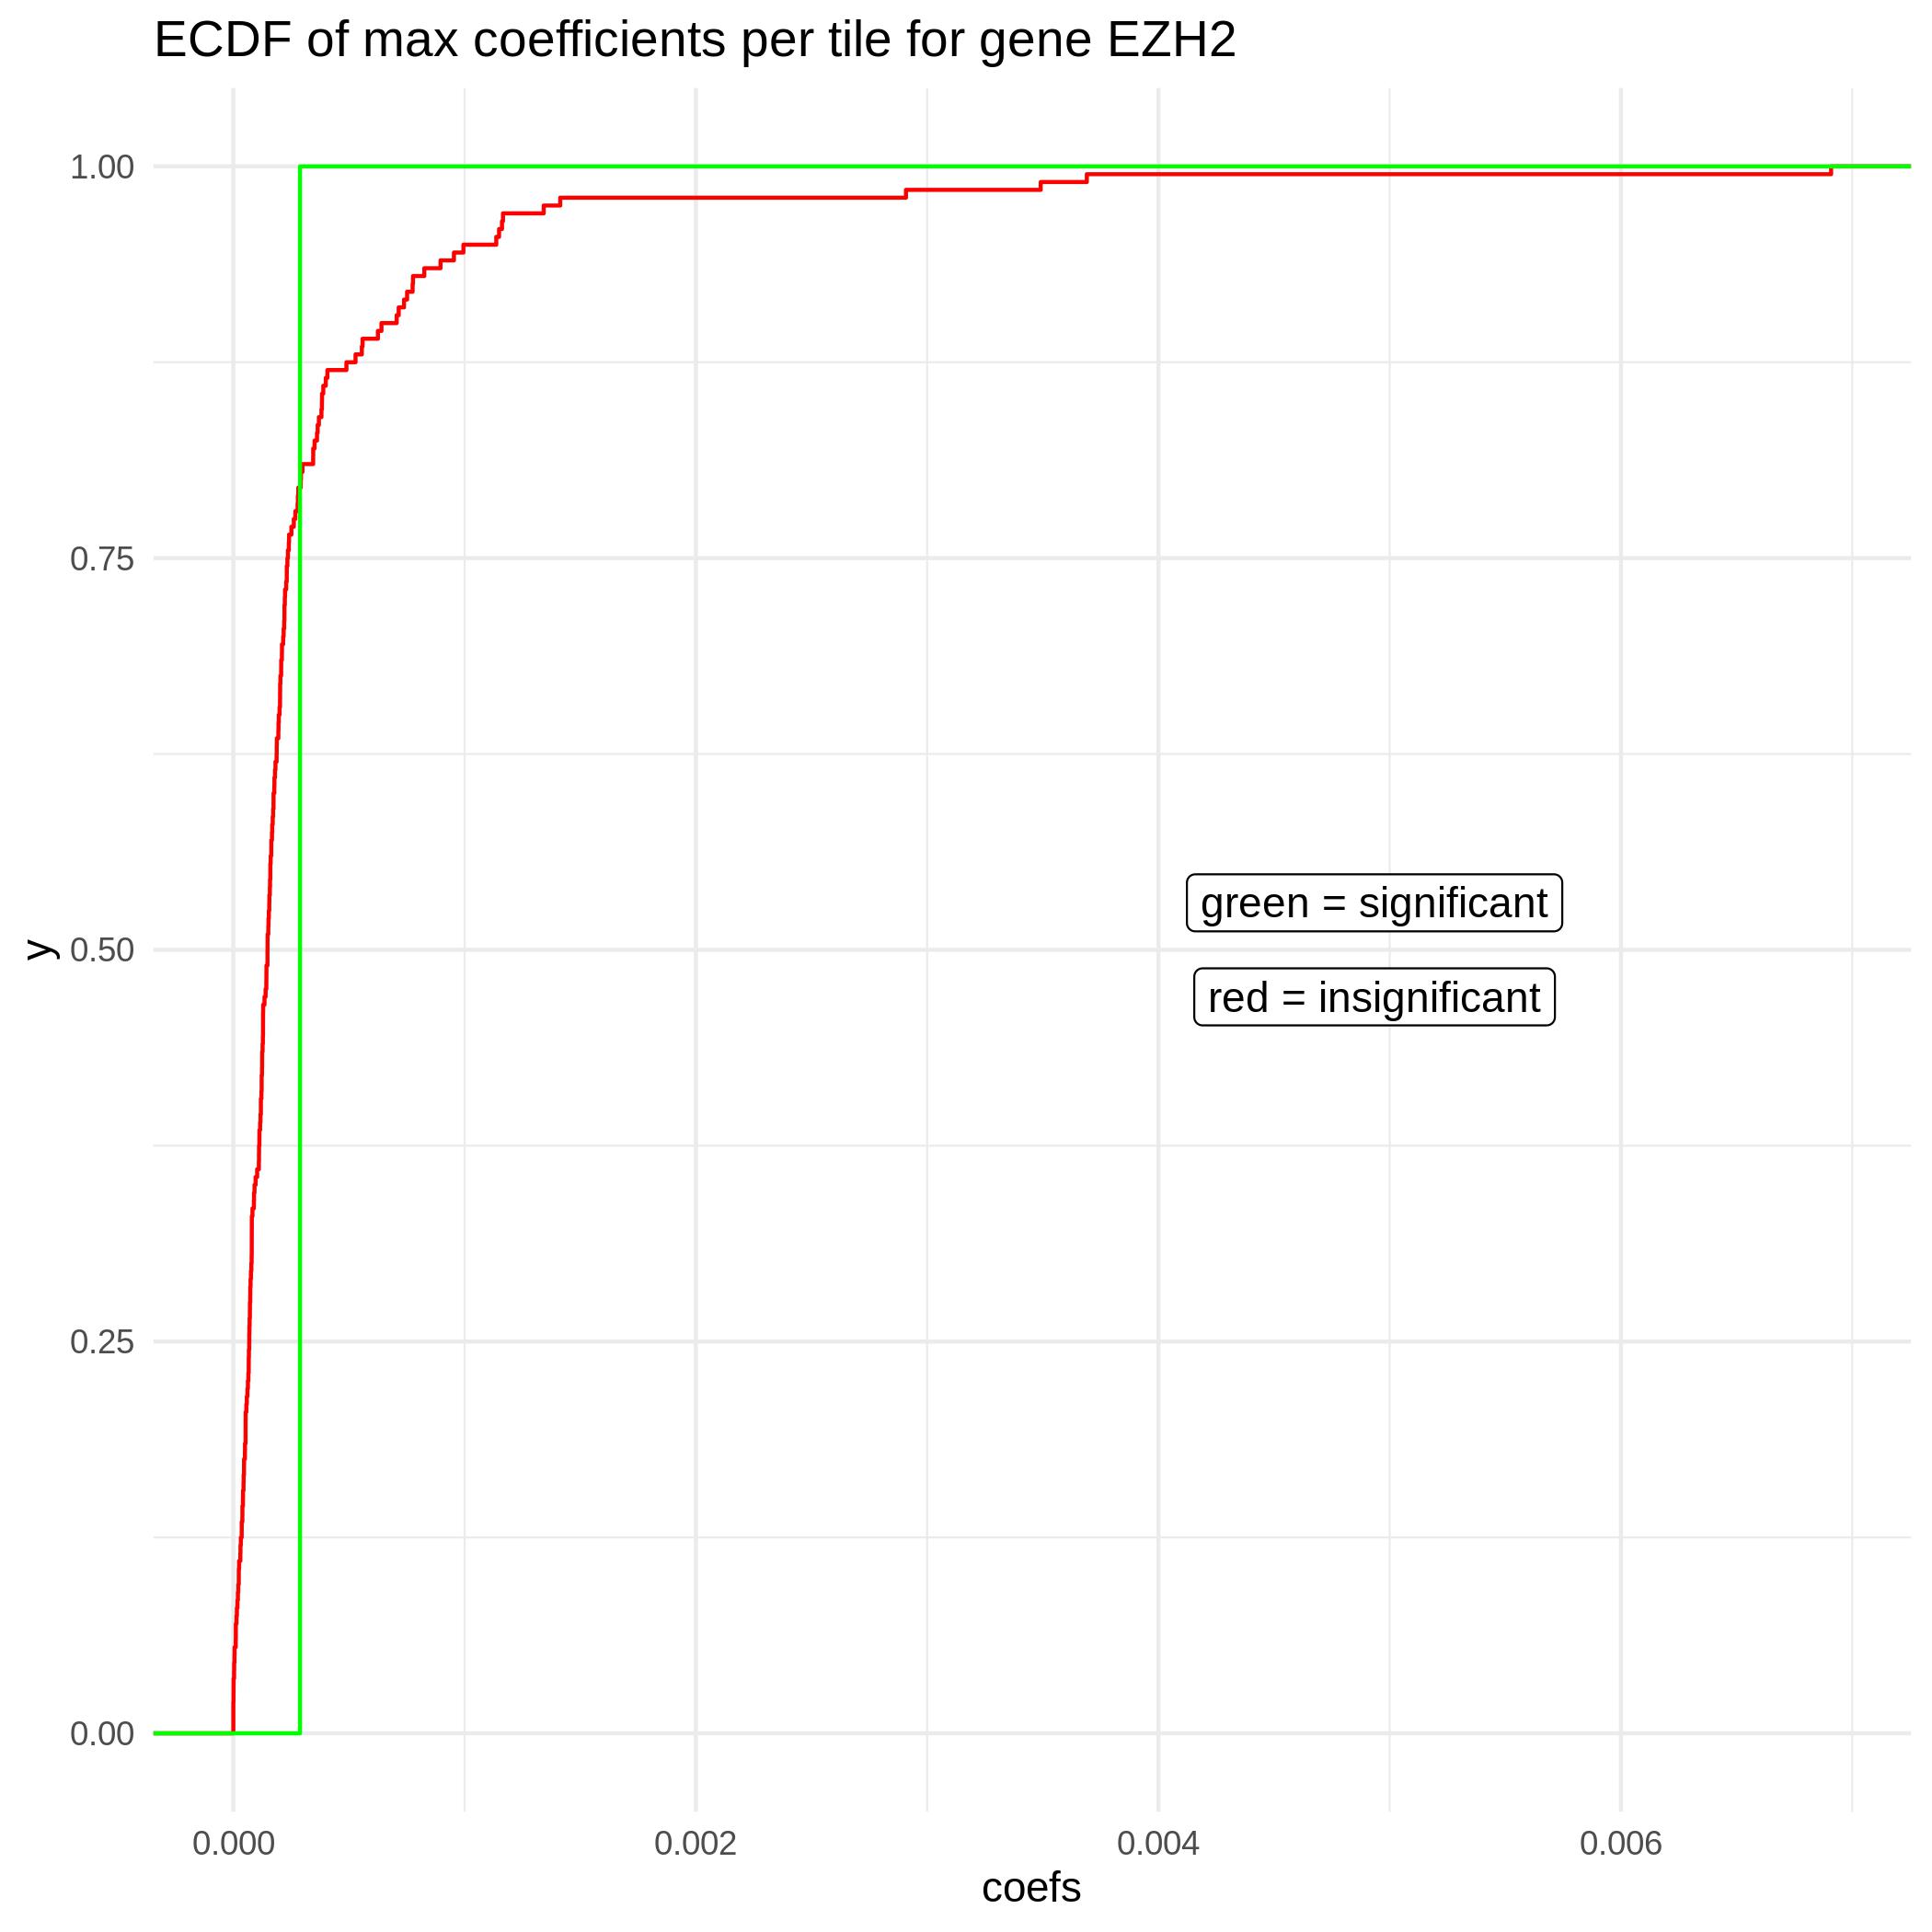 ECDF of max coefficients per tile for gene EZH2
1.00
0.75
0.50
0.25
0.00
y
green = significant
red = insignificant
0.000 0.002 0.004 0.006
coefs